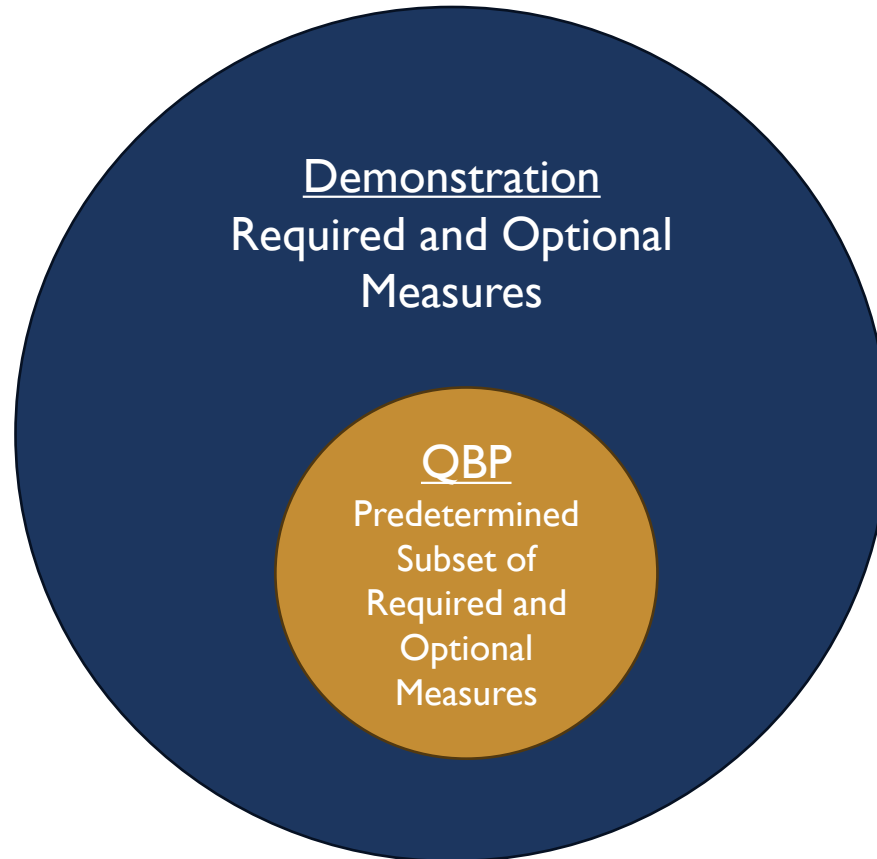 Demonstration
Required and Optional
Measures
QBP
Predetermined
Subset of
Required and
Optional
Measures